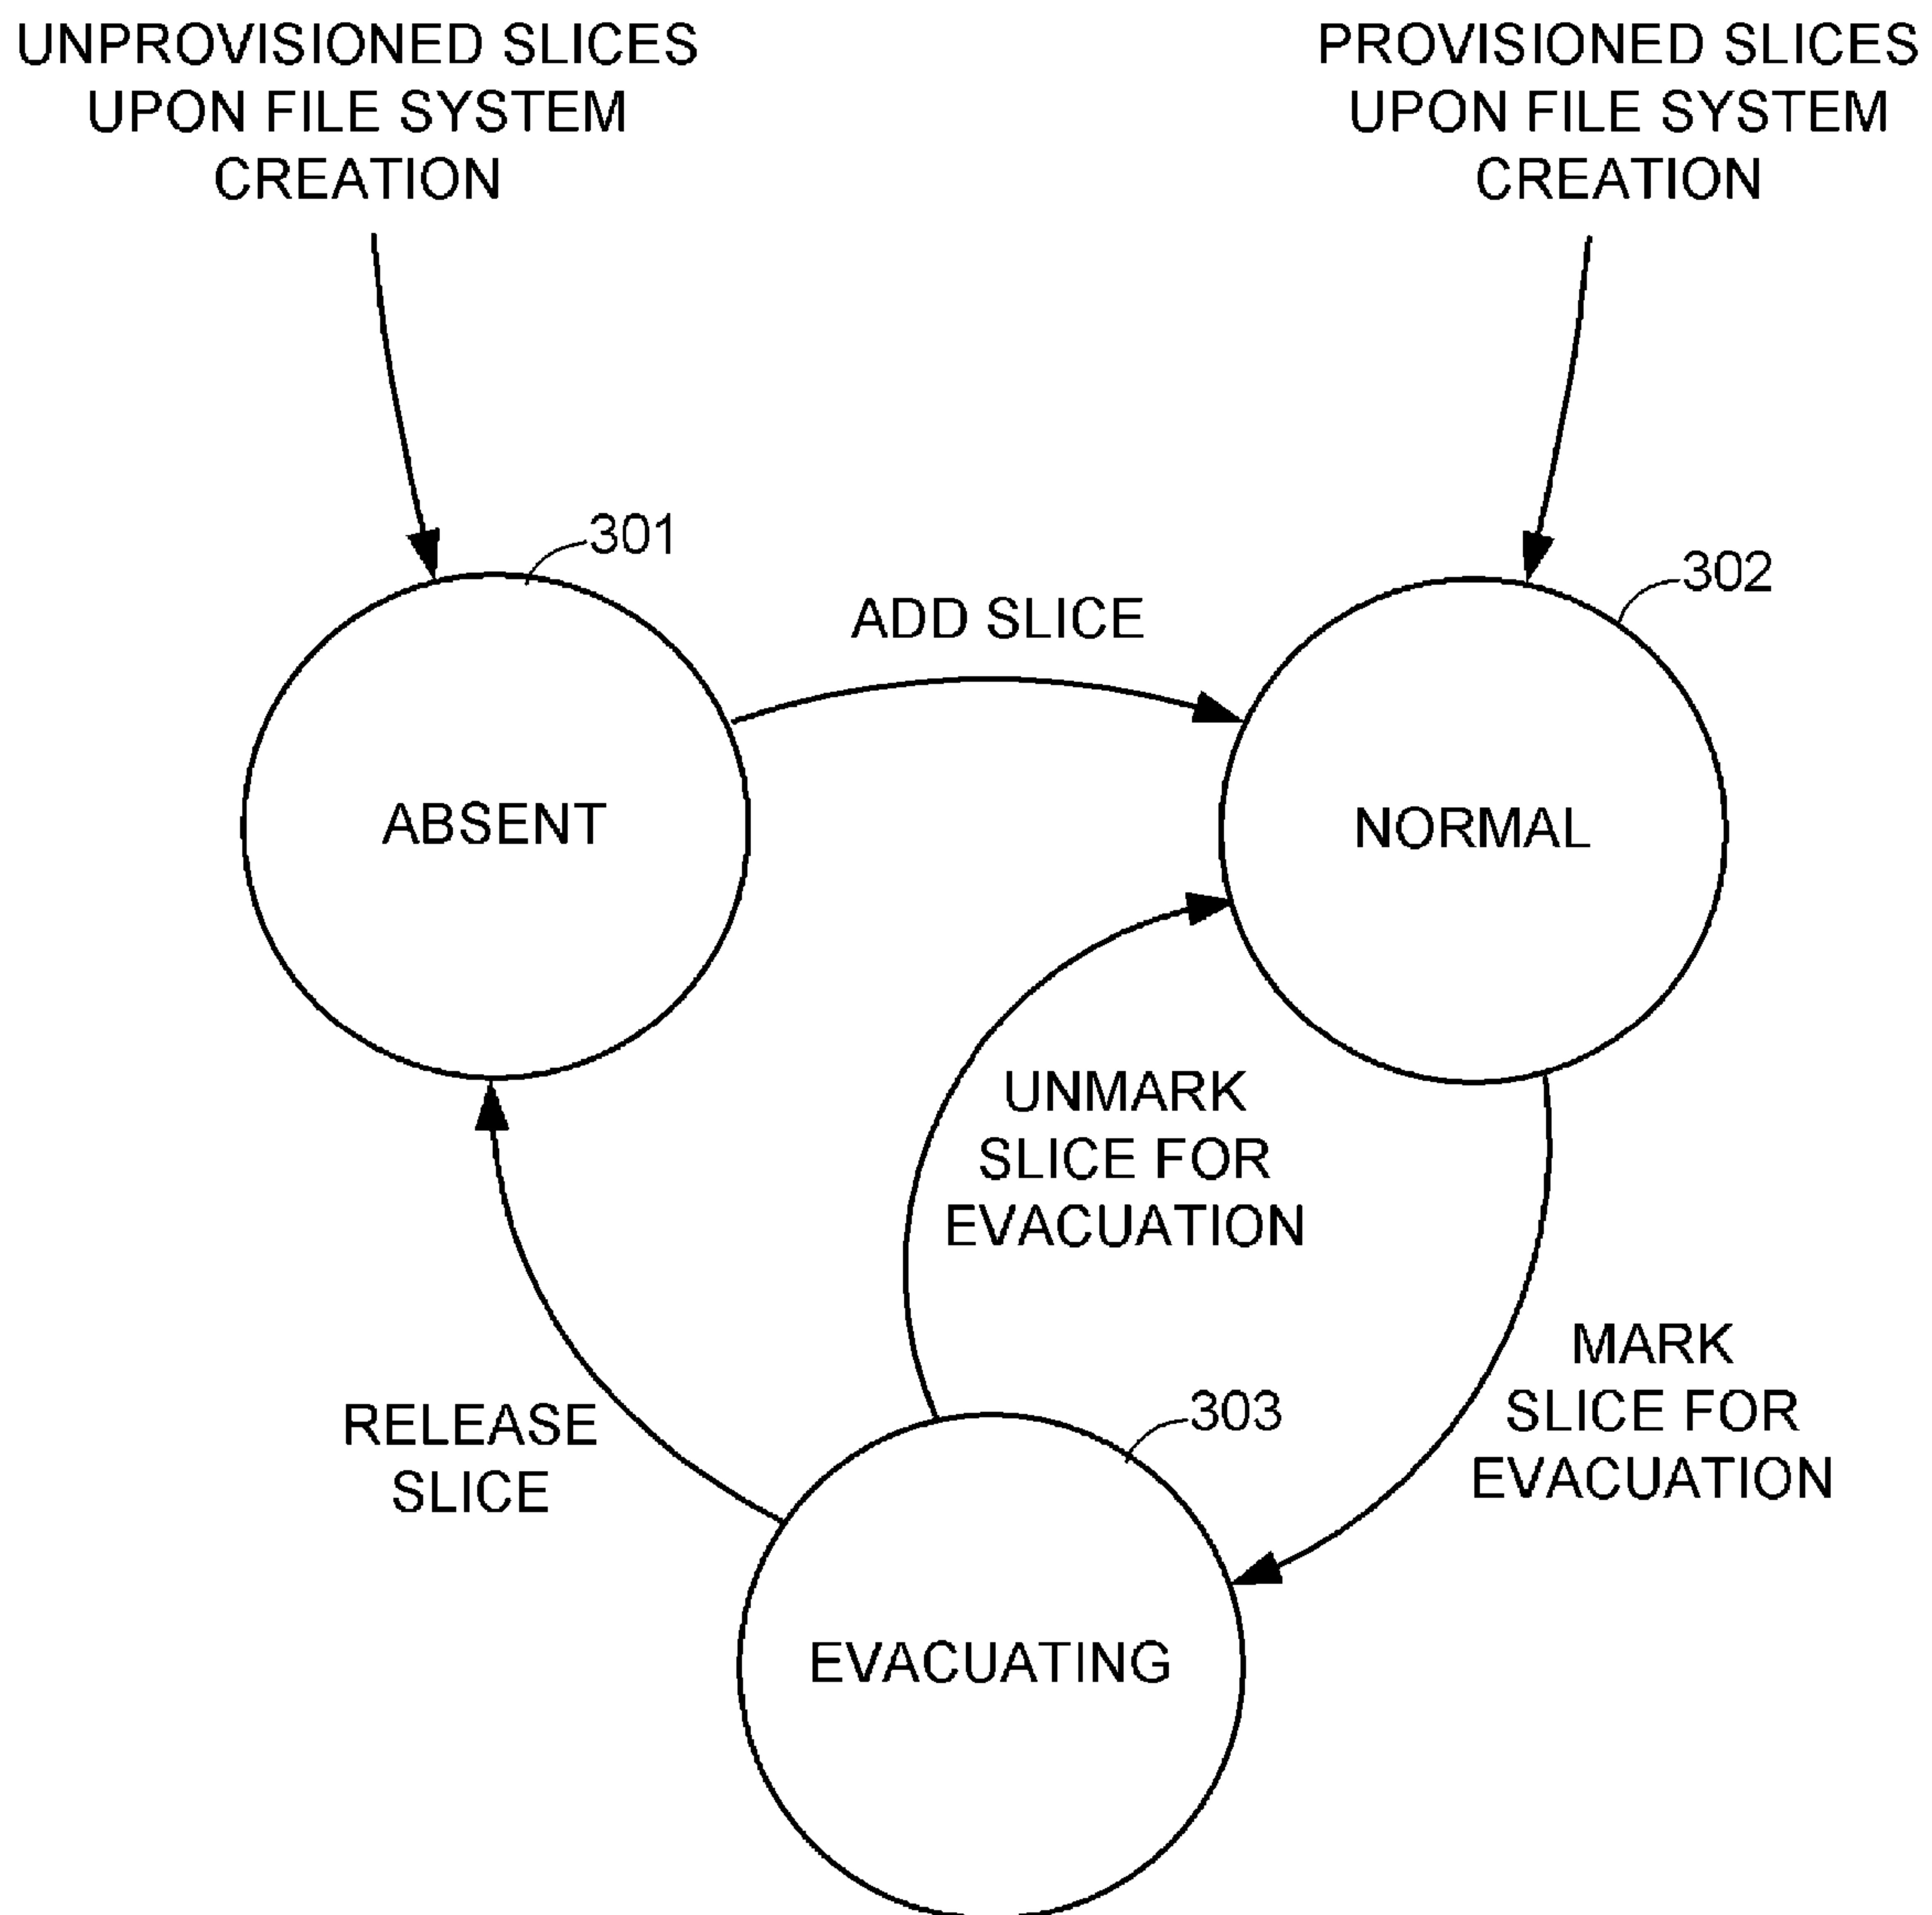 UNPROVISIONED SLICES
UPON FILE SYSTEM
CREATION
PROVISIONED SLICES
UPON FILE SYSTEM
CREATION
301
302
ADD SLICE
ABSENT
NORMAL
UNMARK
SLICE FOR
EVACUATION
MARK
SLICE FOR
EVACUATION
RELEASE
SLICE
303
EVACUATING